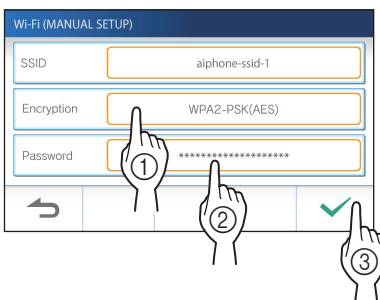 Wi-Fi (MANUAL SETUP)
SSID aiphone-ssid-1
Encryption WPA2-PSK(AES)
Password ********************
1
2
3